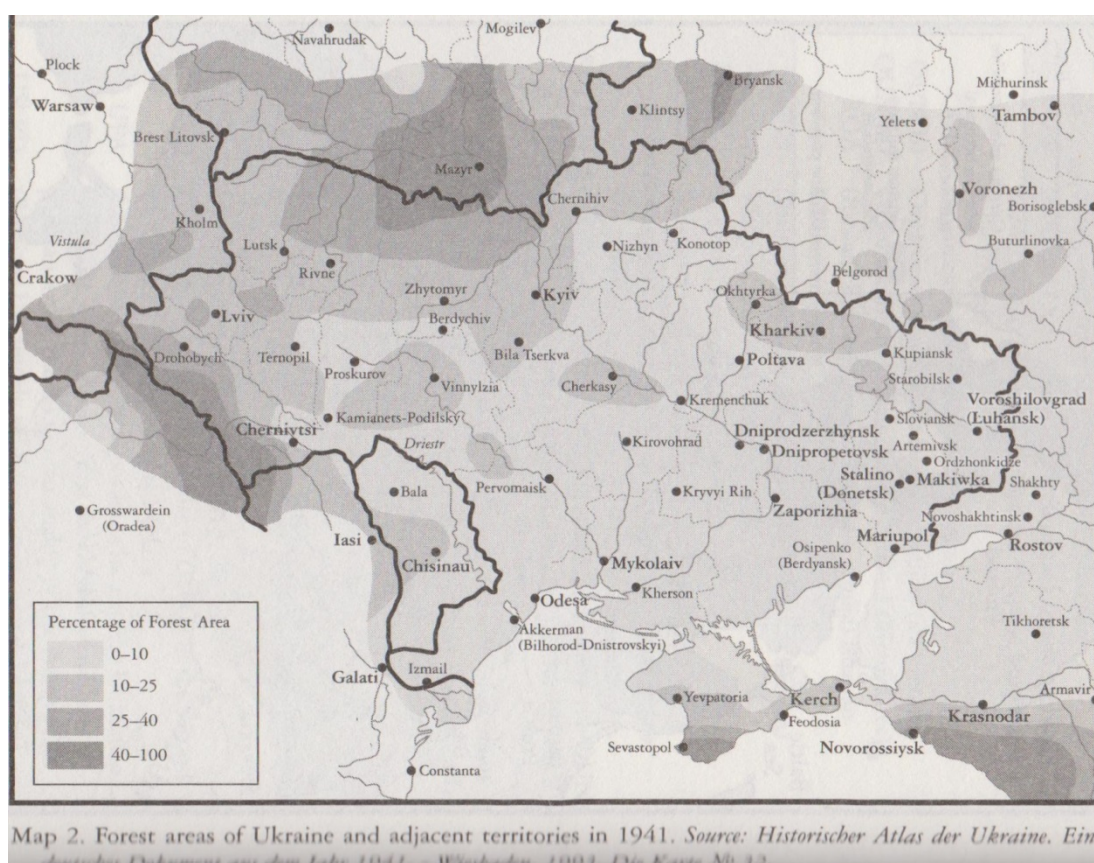 Navahrudak
Mogilev
Plock
Warsaw
Brest Litovsk
Mazyr
Klintsy
Bryansk
Michurinsk
Tambov
Yelets
Chernihiv
Voronezh
Borisoglebsk
Kholm
Vistula
Crakow
Lutsk
Rivne
Nizhyn
Konotop
Buturlinovka
Belgorod
Zhytomyr
Kyiv
Okhtyrka
Lviv
Berdychiv
Kharkiv
Drohobych
Ternopil
Proskurov
Bila Tserkva
Poltava
Kupiansk
Vinnylzia
Cherkasy
Starobilsk
Kremenchuk
Voroshilovgrad
(Luhansk)
Kamianets-Podilsky
Cherniytsi
Driestr
Kirovohrad
Dniprodzerzhynsk
Dnipropetovsk
Sloviansk
Artemivsk
Ordzhonkidze
Stalino
(Donetsk)
Makiwka
Shakhty
Bala
Pervomaisk
Kryvyi Rih
Zaporizhia
Novoshakhtinsk
Grosswardein
(Oradea)
Iasi
Chisinau
Mariupol
Rostov
Mykolaiv
Osipenko
(Berdyansk)
Odesa
Kherson
Akkerman
(Bilhorod-Dnistrovskyi)
Tikhoretsk
Galati
Izmail
Yevpatoria
Kerch
Feodosia
Krasnodar
Armavir
Sevastopol
Novorossiysk
Constanta
Percentage of Forest Area
0–10
10–25
25–40
40–100
Map 2. Forest areas of Ukraine and adjacent territories in 1941. Source: Historischer Atlas der Ukraine. Ein